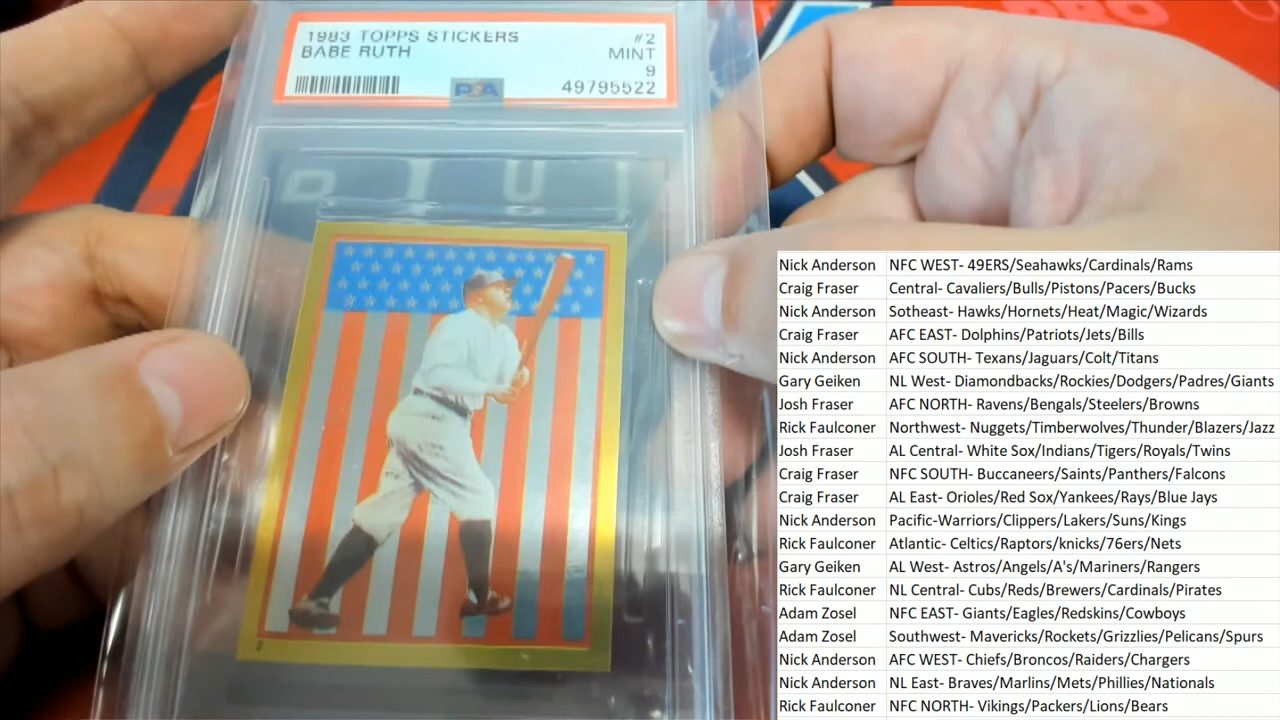 1983 TOPPS STICKERS #2
BABE RUTH MINT
9
PSA 49795522
2
Nick Anderson NFC WEST- 49ERS/Seahawks/Cardinals/Rams
Craig Fraser Central- Cavaliers/Bulls/Pistons/Pacers/Bucks
Nick Anderson Sotheast- Hawks/Hornets/Heat/Magic/Wizards
Craig Fraser AFC EAST- Dolphins/Patriots/Jets/Bills
Nick Anderson AFC SOUTH- Texans/Jaguars/Colt/Titans
Gary Geiken NL West- Diamondbacks/Rockies/Dodgers/Padres/Giants
Josh Fraser AFC NORTH- Ravens/Bengals/Steelers/Browns
Rick Faulconer Northwest- Nuggets/Timberwolves/Thunder/Blazers/Jazz
Josh Fraser AL Central- White Sox/Indians/Tigers/Royals/Twins
Craig Fraser NFC SOUTH- Buccaneers/Saints/Panthers/Falcons
Craig Fraser AL East- Orioles/Red Sox/Yankees/Rays/Blue Jays
Nick Anderson Pacific-Warriors/Clippers/Lakers/Suns/Kings
Rick Faulconer Atlantic- Celtics/Raptors/knicks/76ers/Nets
Gary Geiken AL West- Astros/Angels/A's/Mariners/Rangers
Rick Faulconer NL Central- Cubs/Reds/Brewers/Cardinals/Pirates
Adam Zosel NFC EAST- Giants/Eagles/Redskins/Cowboys
Adam Zosel Southwest- Mavericks/Rockets/Grizzlies/Pelicans/Spurs
Nick Anderson AFC WEST- Chiefs/Broncos/Raiders/Chargers
Nick Anderson NL East- Braves/Marlins/Mets/Phillies/Nationals
Rick Faulconer NFC NORTH- Vikings/Packers/Lions/Bears